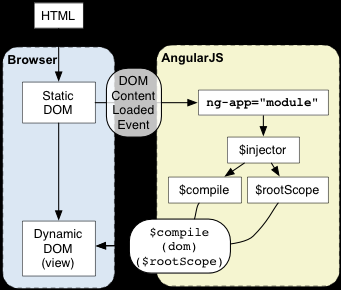 HTML
Browser
Static
DOM
DOM
Content
Loaded
Event
AngularJS
ng-app="module"
$injector
$compile
$rootScope
Dynamic
DOM
(view)
$compile
(dom)
($rootScope)